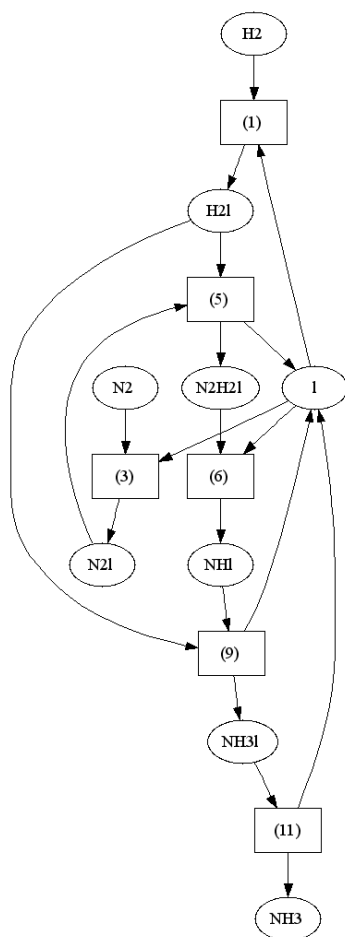 H2
(1)
H2l
(5)
N2
N2H2l
l
(3)
(6)
N2l
NHl
(9)
NH3l
(11)
NH3